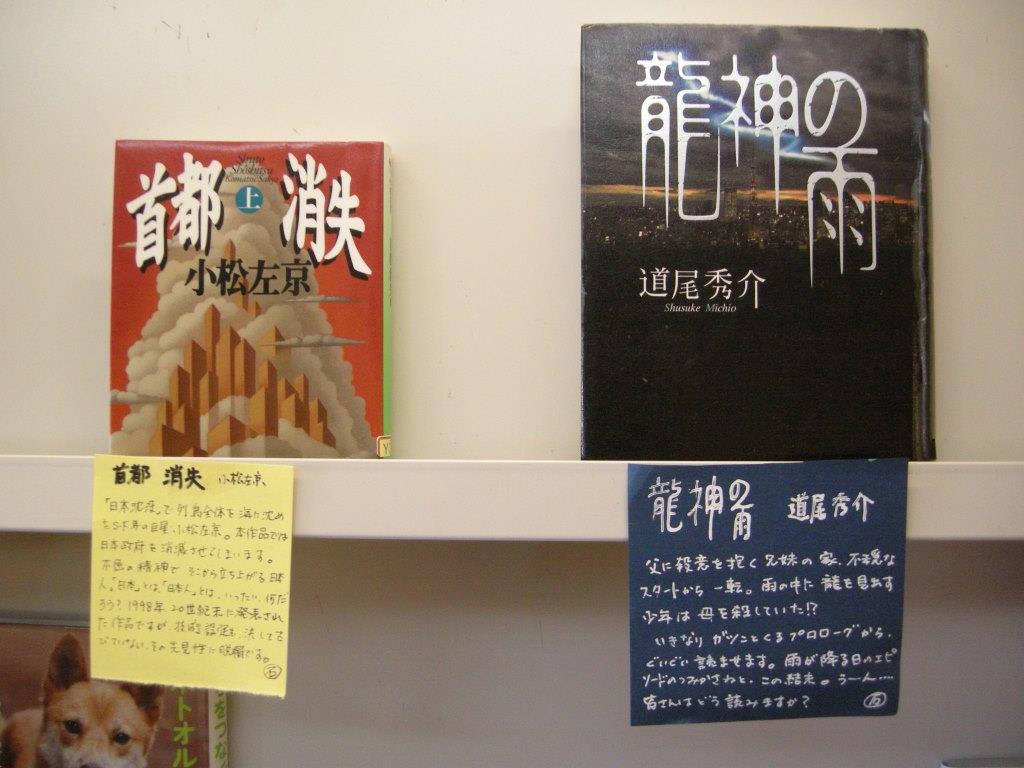 首都消失
Shuto
Shōshitsu
Komatsu Sakyo
上
小松左京
龍神の雨
道尾秀介
Shusuke Michio
Y
首都 消失 小松左京
「日本沈没」で列島全体を海に沈め
たS・F界の巨星、小松左京。本作品では
日本政府を消滅させてしまいます。
不屈の精神で そこから立ち上がる日本
人。「日本」とは、「日本人」とは、いったい、何だ
ろう？1998年、20世紀末に発表され
た作品ですが、技術設定も、決して古
びていない、その先見性に脱帽です。
龍神の雨 道尾秀介
父に殺意を抱く兄妹の家、不穏な
スタートから一転。雨の中に龍を見出す
少年は母を殺していた!?
いきなりガツンとくるプロローグから、
ぐいぐい読ませます。雨が降る日のエピ
ソードのつみかさねと、この結末。うーん……
皆さんはどう読みますか？
トオル
をつな